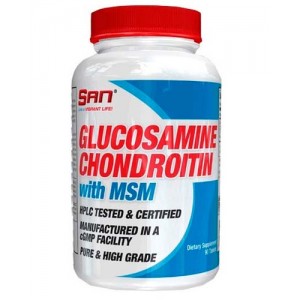 SAN
GLUCOSAMINE
CHONDROITIN
with MSM
HPLC TESTED & CERTIFIED
MANUFACTURED IN A
cGMP FACILITY
PURE & HIGH GRADE
Dietary Supplement